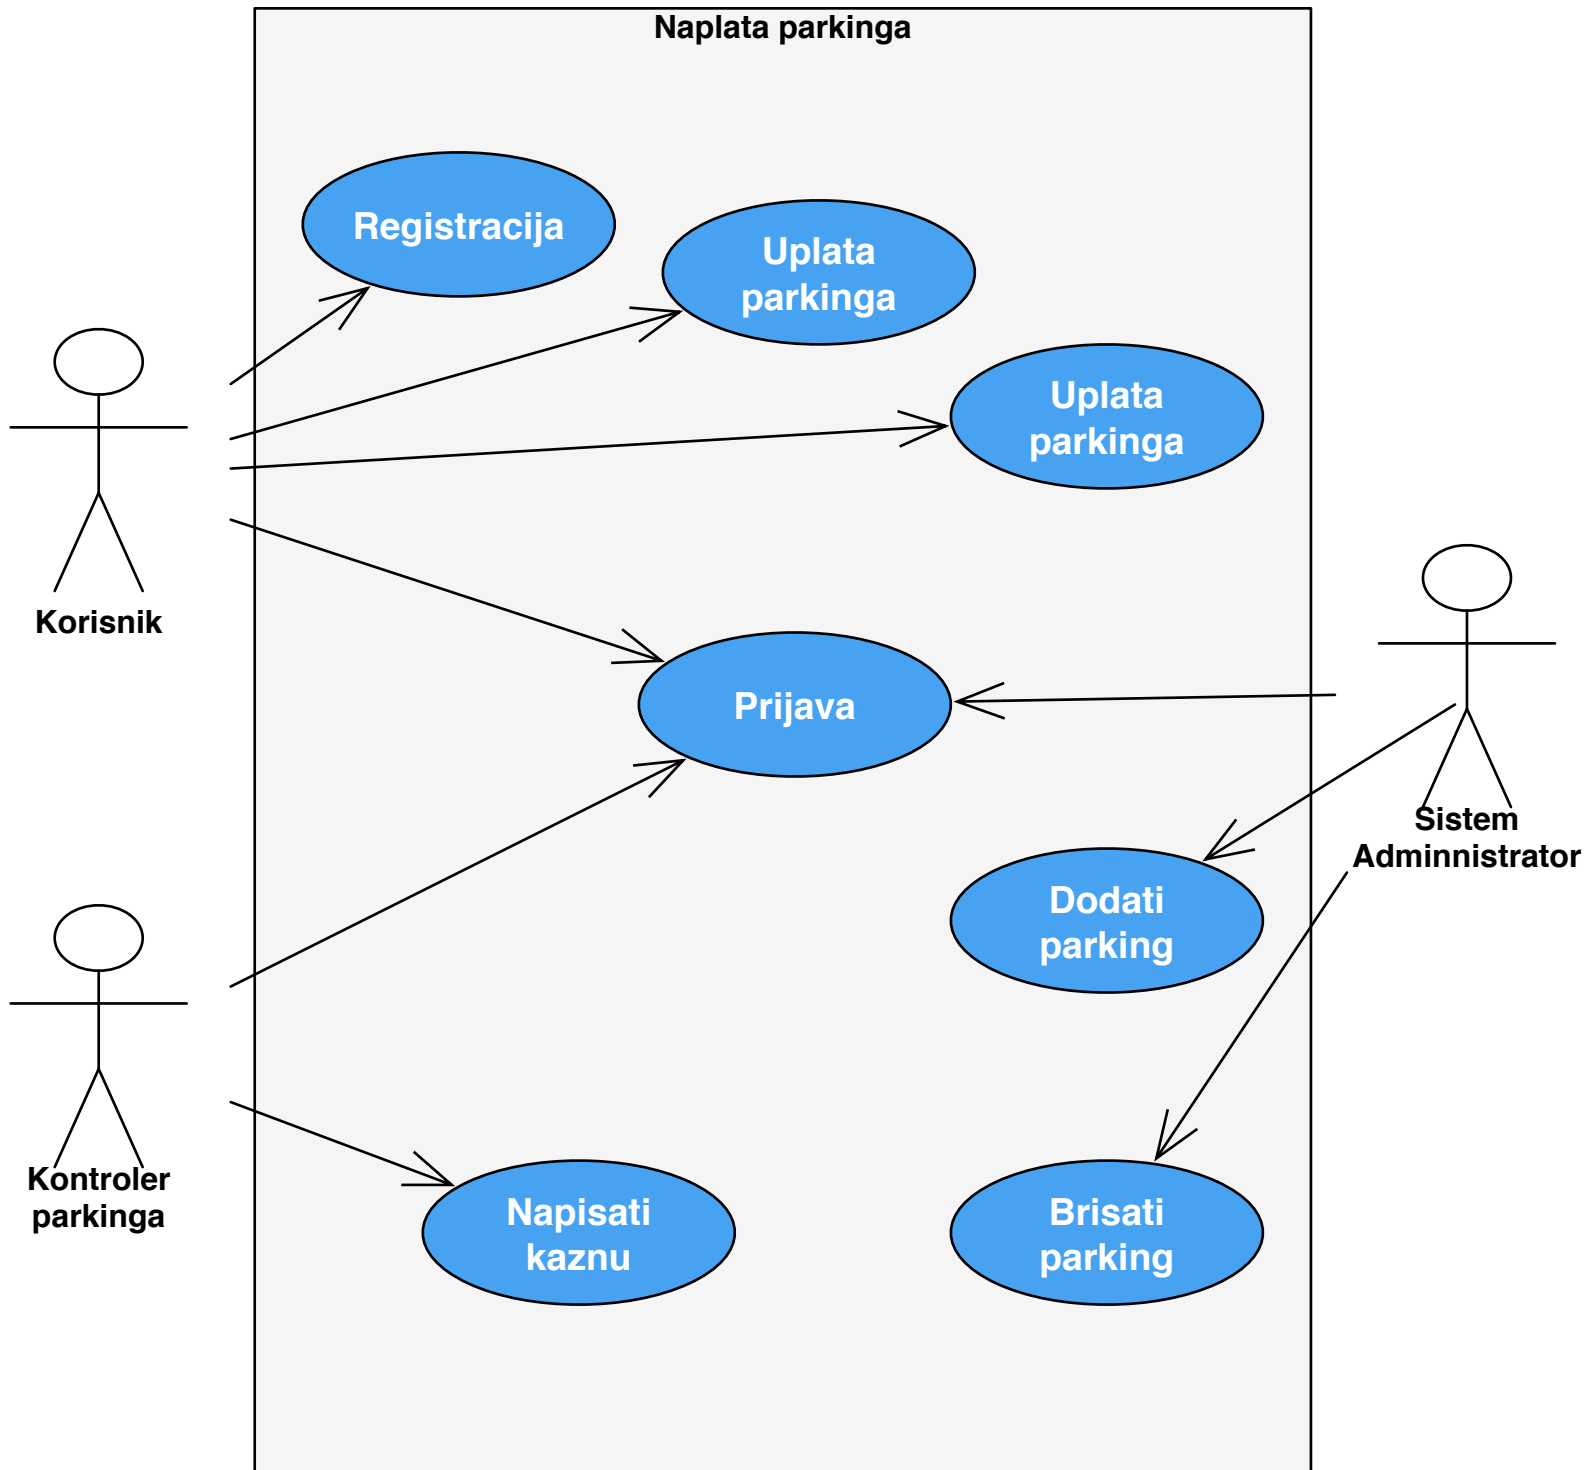 Naplata parkinga
Registracija
Uplata
parkinga
Uplata
parkinga
Korisnik
Prijava
Sistem
Adminnistrator
Dodati
parking
Kontroler
parkinga
Napisati
kaznu
Brisati
parking